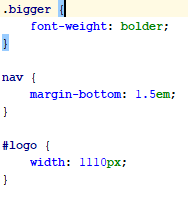 .bigger {
    font-weight: bolder;
}

nav {
    margin-bottom: 1.5em;
}

#logo {
    width: 1110px;
}